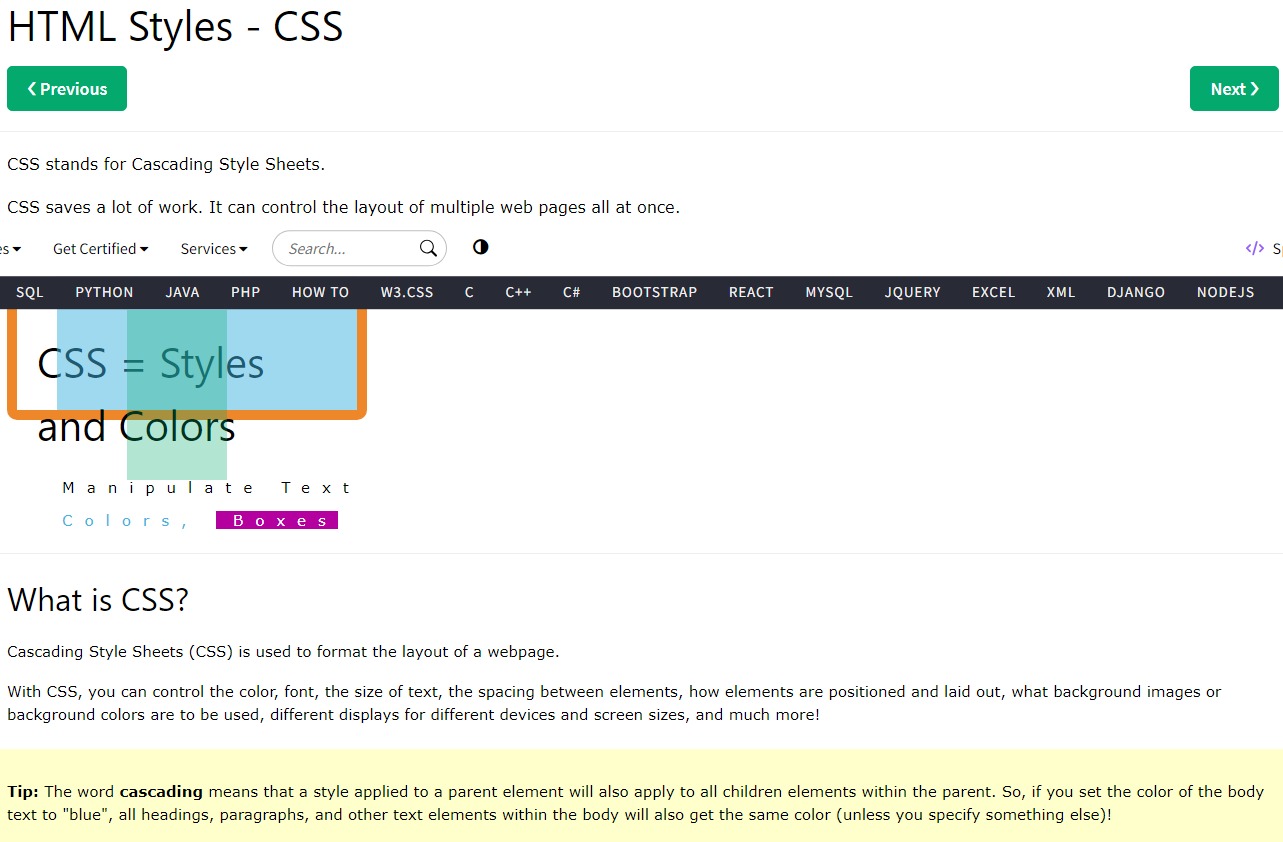 HTML Styles - CSS
❮ Previous
Next ❯
CSS stands for Cascading Style Sheets.
CSS saves a lot of work. It can control the layout of multiple web pages all at once.
es Get Certified Services Search... </> Sp
SQL PYTHON JAVA PHP HOW TO W3.CSS C C++ C# BOOTSTRAP REACT MYSQL JQUERY EXCEL XML DJANGO NODEJS
CSS = Styles
and Colors
Manipulate Text
Colors, Boxes
What is CSS?
Cascading Style Sheets (CSS) is used to format the layout of a webpage.
With CSS, you can control the color, font, the size of text, the spacing between elements, how elements are positioned and laid out, what background images or
background colors are to be used, different displays for different devices and screen sizes, and much more!
Tip: The word cascading means that a style applied to a parent element will also apply to all children elements within the parent. So, if you set the color of the body
text to "blue", all headings, paragraphs, and other text elements within the body will also get the same color (unless you specify something else)!